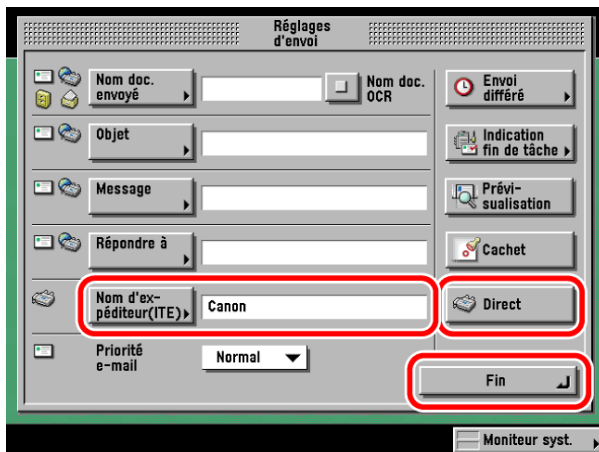 Réglages
d'envoi
Nom doc.
envoyé
Nom doc.
OCR
Envoi
différé
Objet
Indication
fin de tâche
Message
Prévi-
sualisation
Répondre à
Cachet
Nom d'ex-
péditeur(ITE)
Canon
Direct
Priorité
e-mail
Normal
Fin
Moniteur syst.